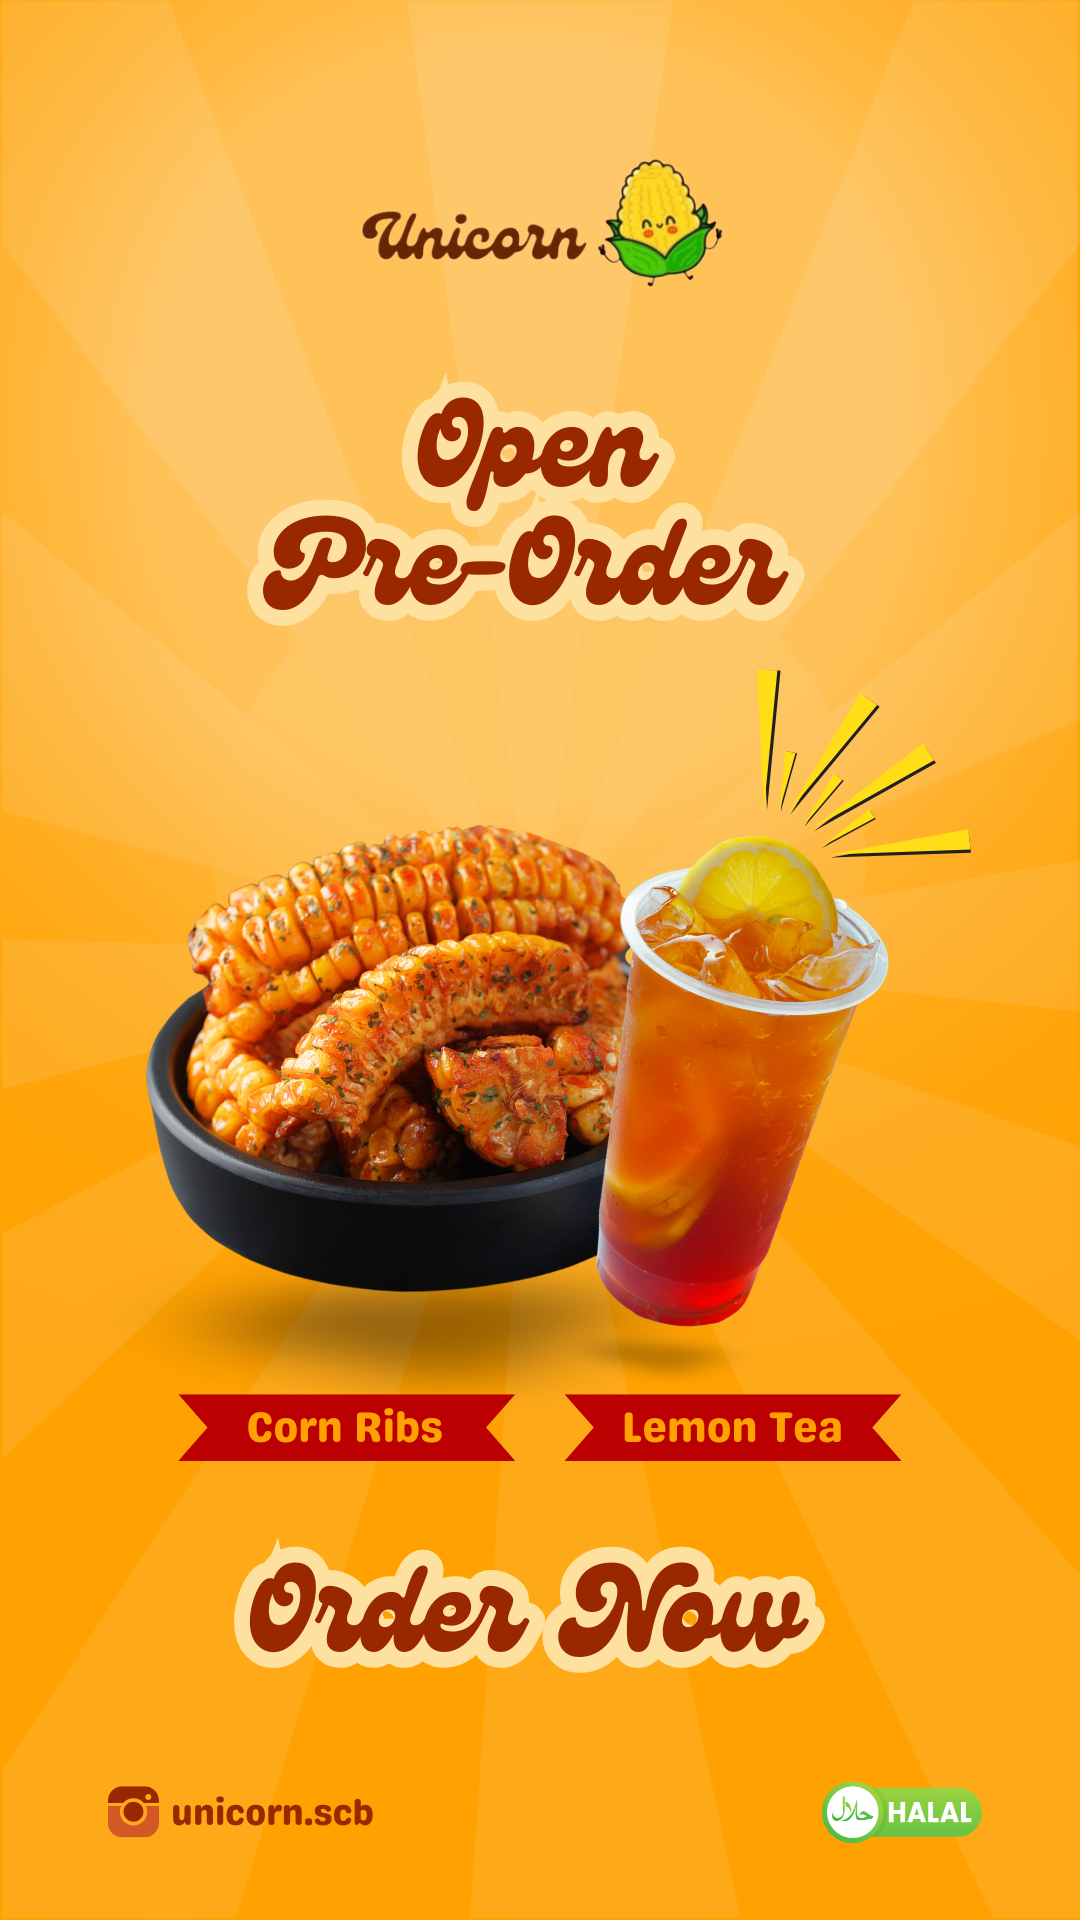 Unicorn
Open
Pre-Order
Corn Ribs
Lemon Tea
Order Now
unicorn.scb
حلال
HALAL